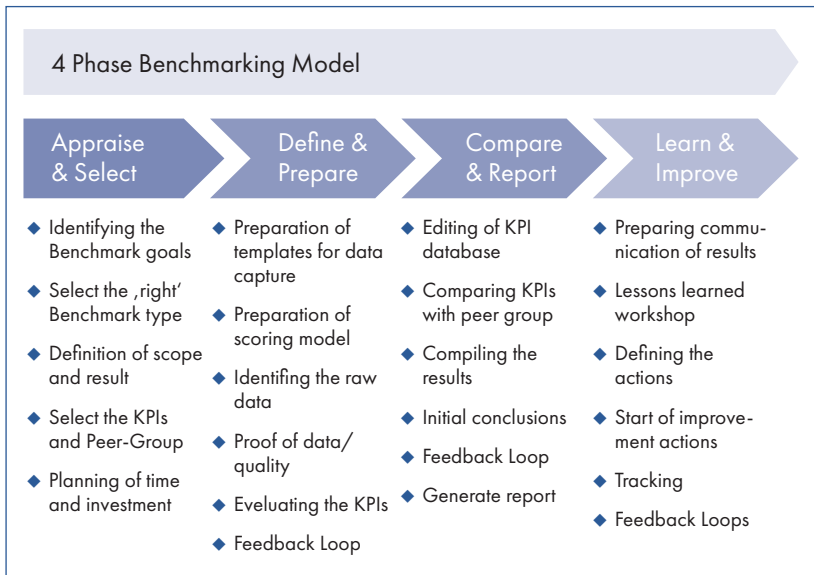 4 Phase Benchmarking Model
Appraise
& Select
Define &
Prepare
Compare
& Report
Learn &
Improve
Identifying the
Benchmark goals
Select the ‚right‘
Benchmark type
Definition of scope
and result
Select the KPIs
and Peer-Group
Planning of time
and investment
Preparation of
templates for data
capture
Preparation of
scoring model
Identifing the raw
data
Proof of data/
quality
Eveluating the KPIs
Feedback Loop
Editing of KPI
database
Comparing KPIs
with peer group
Compiling the
results
Initial conclusions
Feedback Loop
Generate report
Preparing commu-
nication of results
Lessons learned
workshop
Defining the
actions
Start of improve-
ment actions
Tracking
Feedback Loops